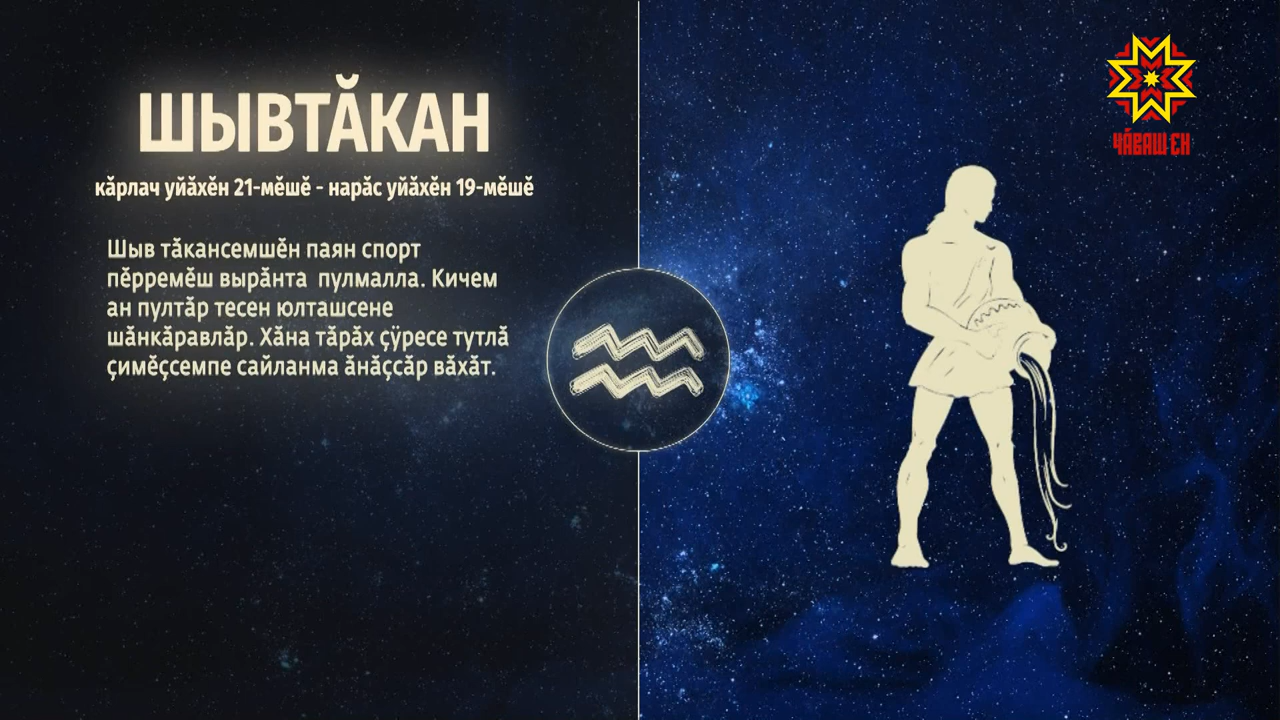 ШЫВТӐКАН
кӑрлач уйӑхӗн 21-мӗшӗ - нарӑс уйӑхӗн 19-мӗшӗ
Шыв тӑкансемшӗн паян спорт
пӗрремӗш вырӑнта пулмалла. Кичем
ан пултӑр тесен юлташсене
шӑнкӑравлӑр. Хӑна тӑрӑх ҫӳресе тутлӑ
ҫимӗҫсемпе сайланма ӑнӑҫсӑр вӑхӑт.
ЧӐВАШ ЕН